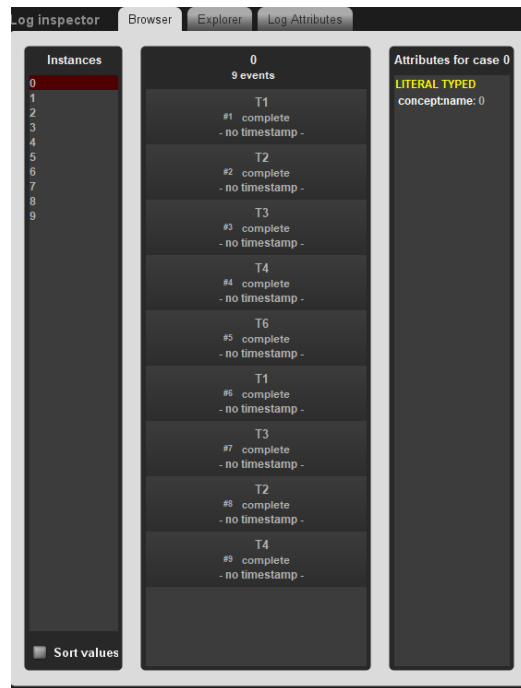 Log inspector Browser Explorer Log Attributes
Instances
0
1
2
3
4
5
6
7
8
9
Sort values
0
9 events
T1
#1 complete
- no timestamp -
T2
#2 complete
- no timestamp -
T3
#3 complete
- no timestamp -
T4
#4 complete
- no timestamp -
T6
#5 complete
- no timestamp -
T1
#6 complete
- no timestamp -
T3
#7 complete
- no timestamp -
T2
#8 complete
- no timestamp -
T4
#9 complete
- no timestamp -
Attributes for case 0
LITERAL TYPED
concept:name: 0